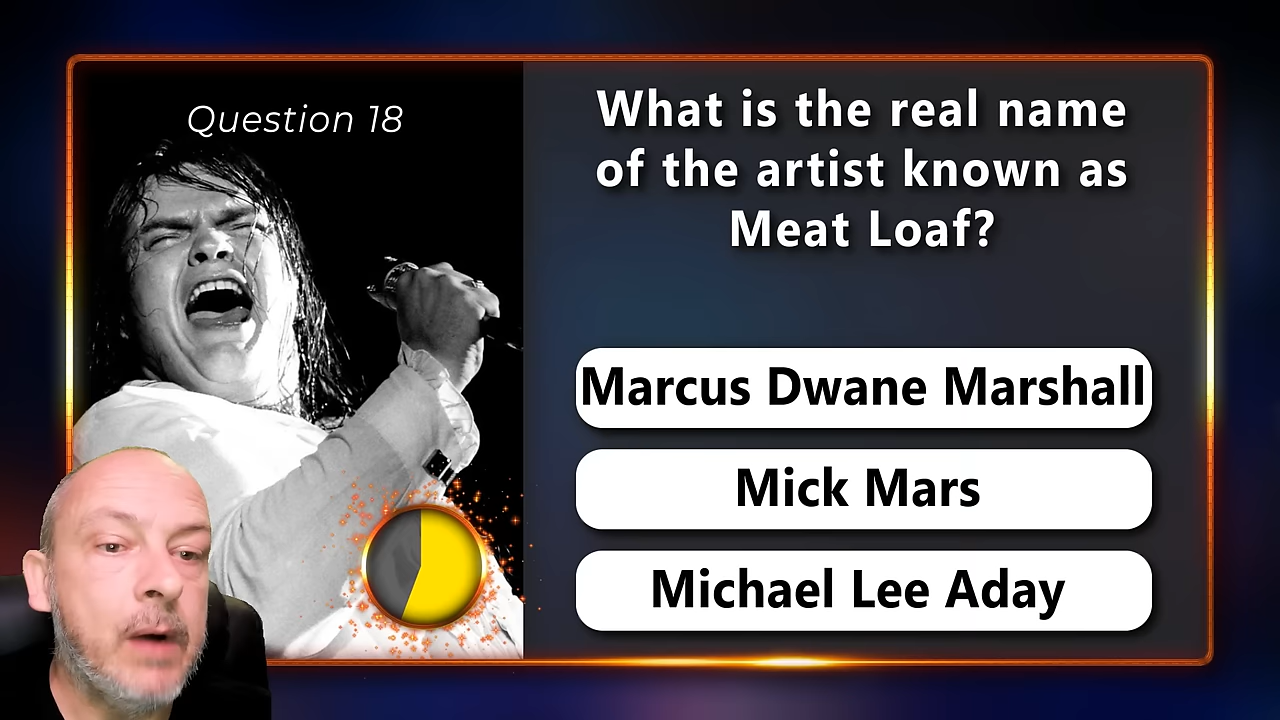 Question 18
What is the real name
of the artist known as
Meat Loaf?
Marcus Dwane Marshall
Mick Mars
Michael Lee Aday